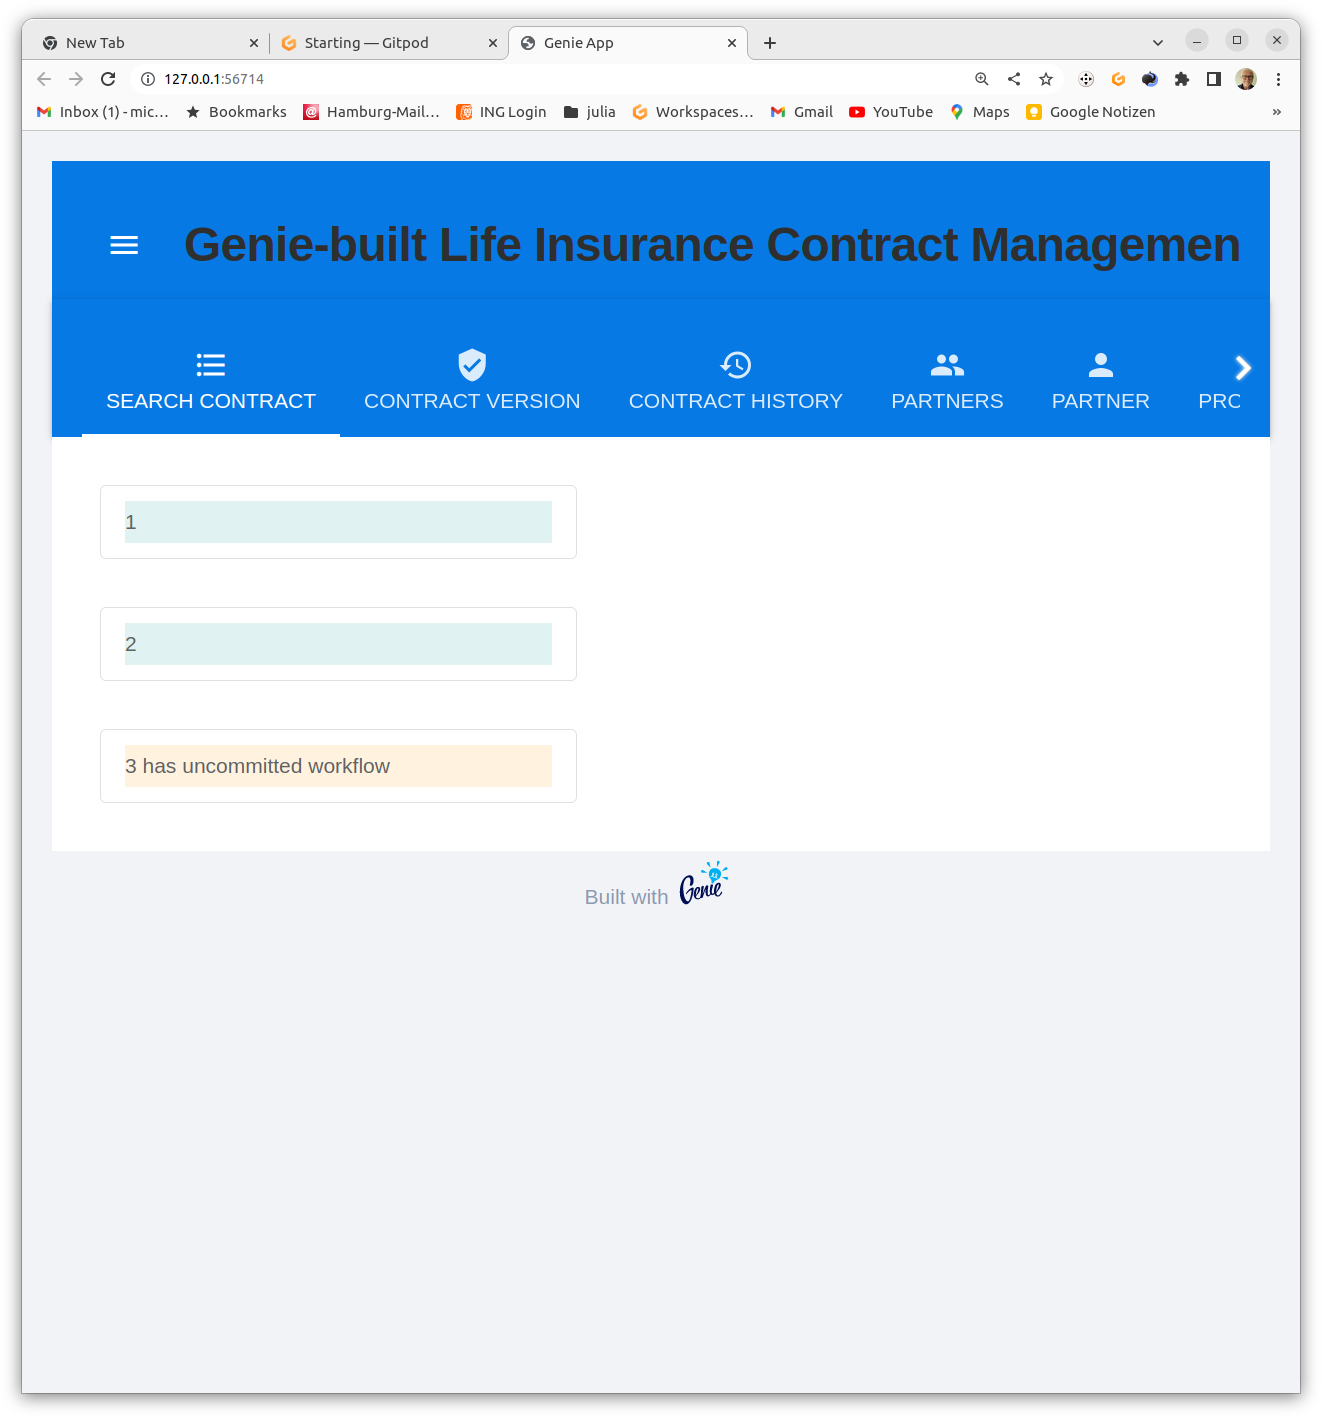 New Tab
Starting — Gitpod
Genie App
127.0.0.1:56714
Inbox (1) - mic...
Bookmarks
Hamburg-Mail...
ING Login
julia
Workspaces...
Gmail
YouTube
Maps
Google Notizen
»
Genie-built Life Insurance Contract Managemen
SEARCH CONTRACT
CONTRACT VERSION
CONTRACT HISTORY
PARTNERS
PARTNER
PRO
1
2
3 has uncommitted workflow
Built with Genie